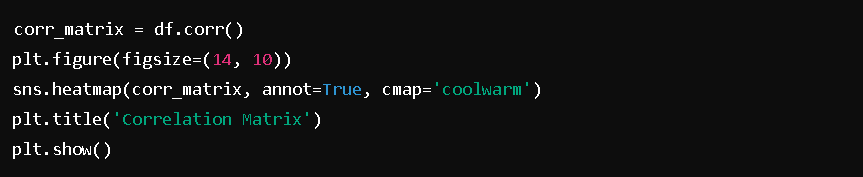 corr_matrix = df.corr()
plt.figure(figsize=(14, 10))
sns.heatmap(corr_matrix, annot=True, cmap='coolwarm')
plt.title('Correlation Matrix')
plt.show()